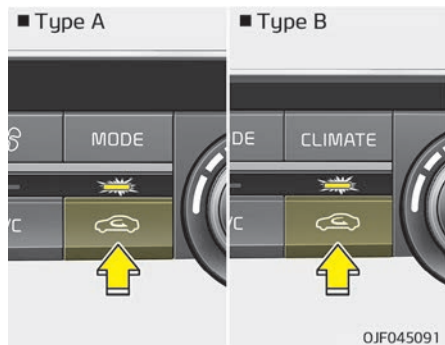 ■ Type A
■ Type B
MODE
DE
CLIMATE
/C
/C
OJF045091